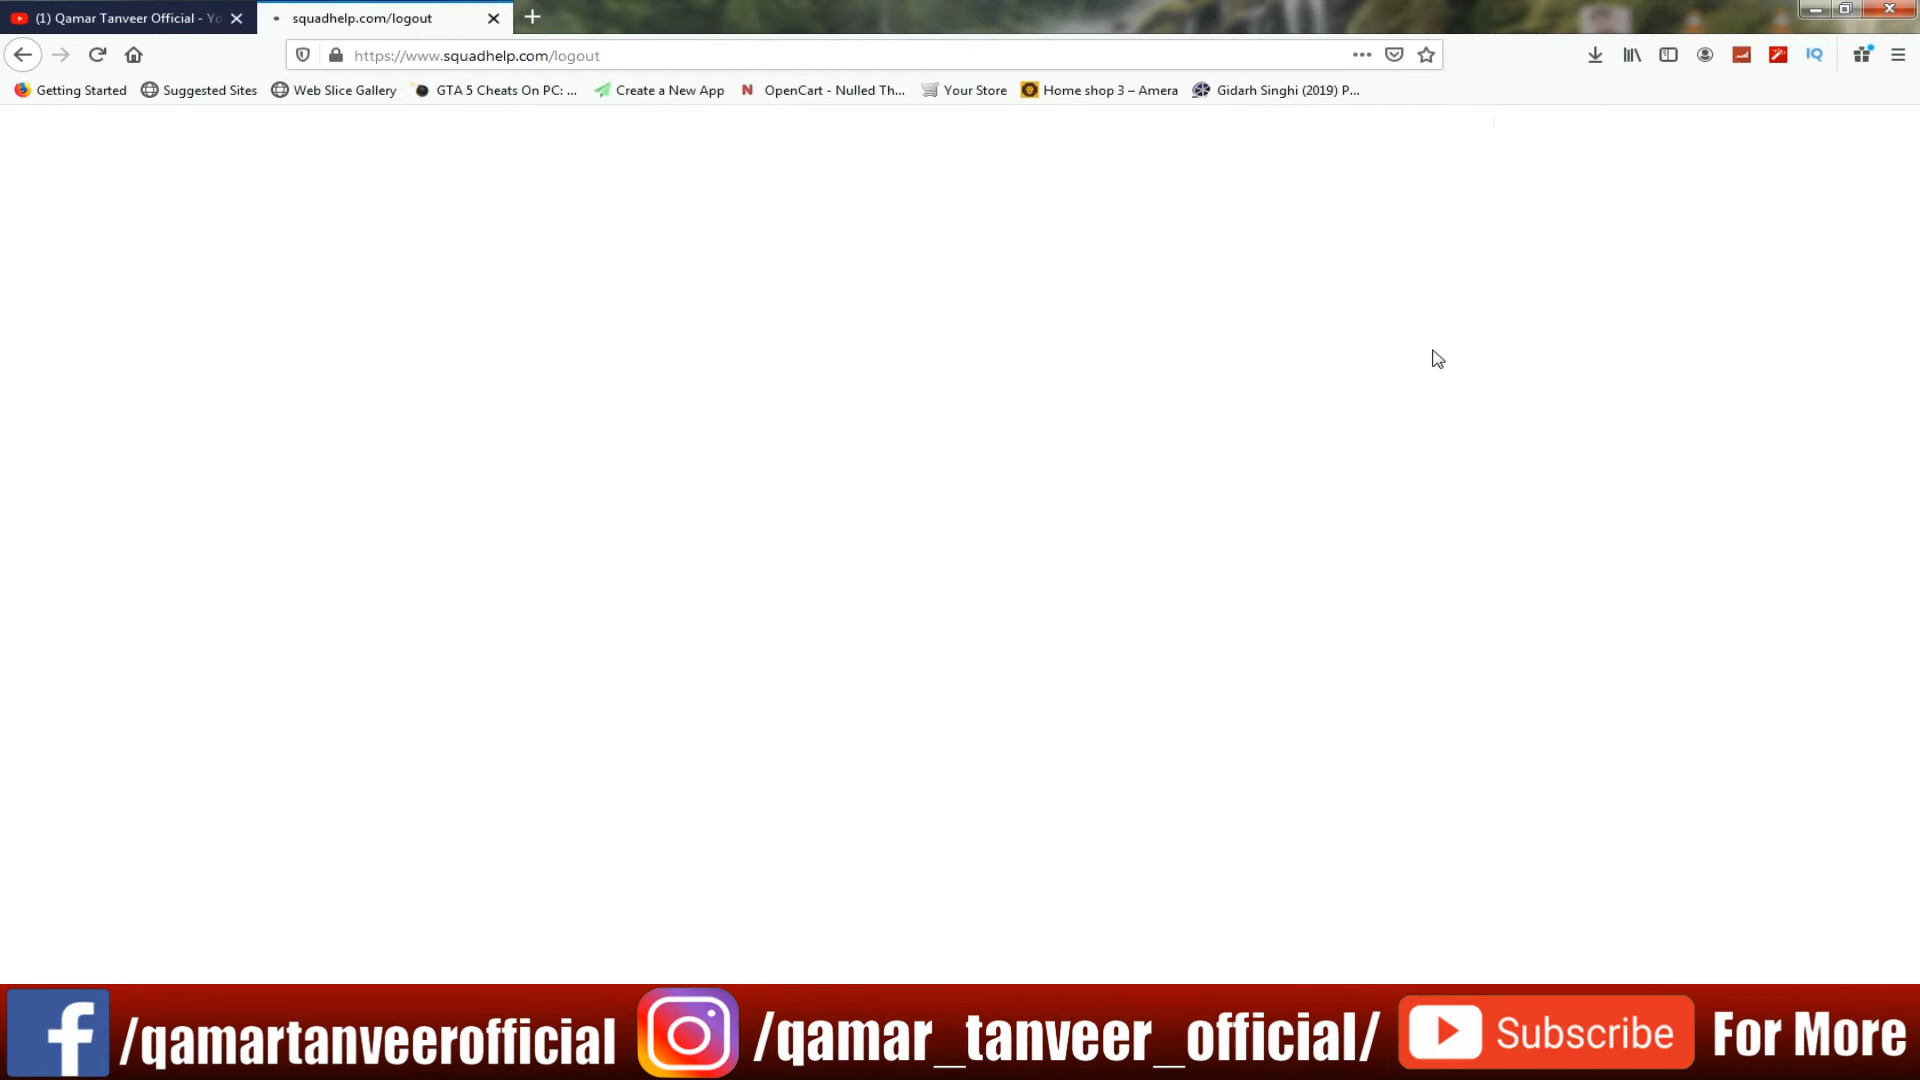 (1) Qamar Tanveer Official - Yo
squadhelp.com/logout
https://www.squadhelp.com/logout
IQ
Getting Started
Suggested Sites
Web Slice Gallery
GTA 5 Cheats On PC: ...
Create a New App
N OpenCart - Nulled Th...
Your Store
Home shop 3 – Amera
Gidarh Singhi (2019) P...
f /qamartanveerofficial
/qamar_tanveer_official/
Subscribe
For More